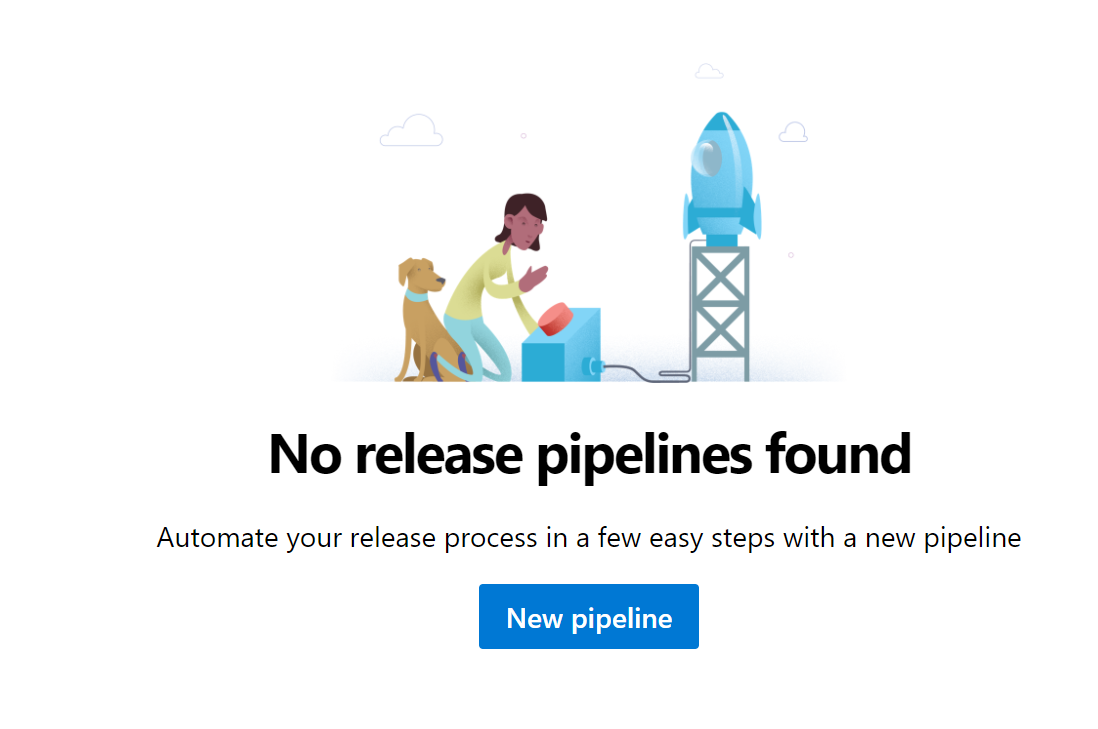 No release pipelines found
Automate your release process in a few easy steps with a new pipeline
New pipeline